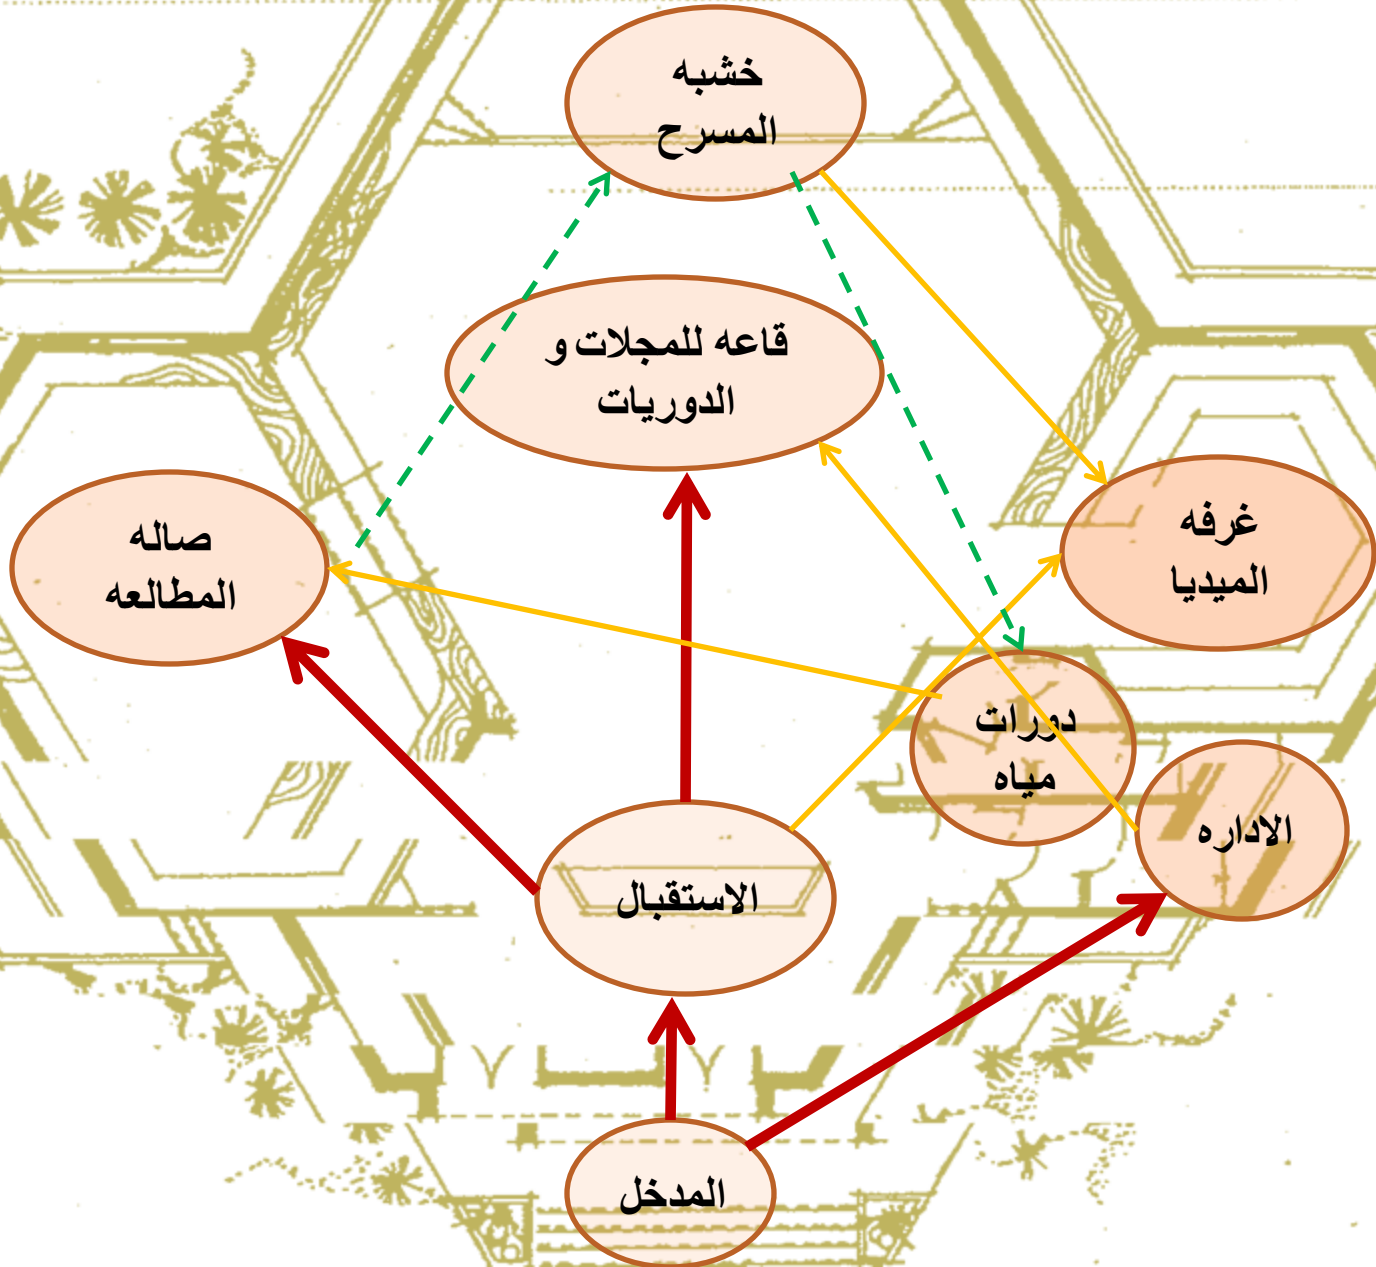 خشبه
المسرح
قاعه للمجلات و
الدوريات
غرفه
الميديا
صاله
المطالعه
دورات
مياه
الاداره
الاستقبال
المدخل